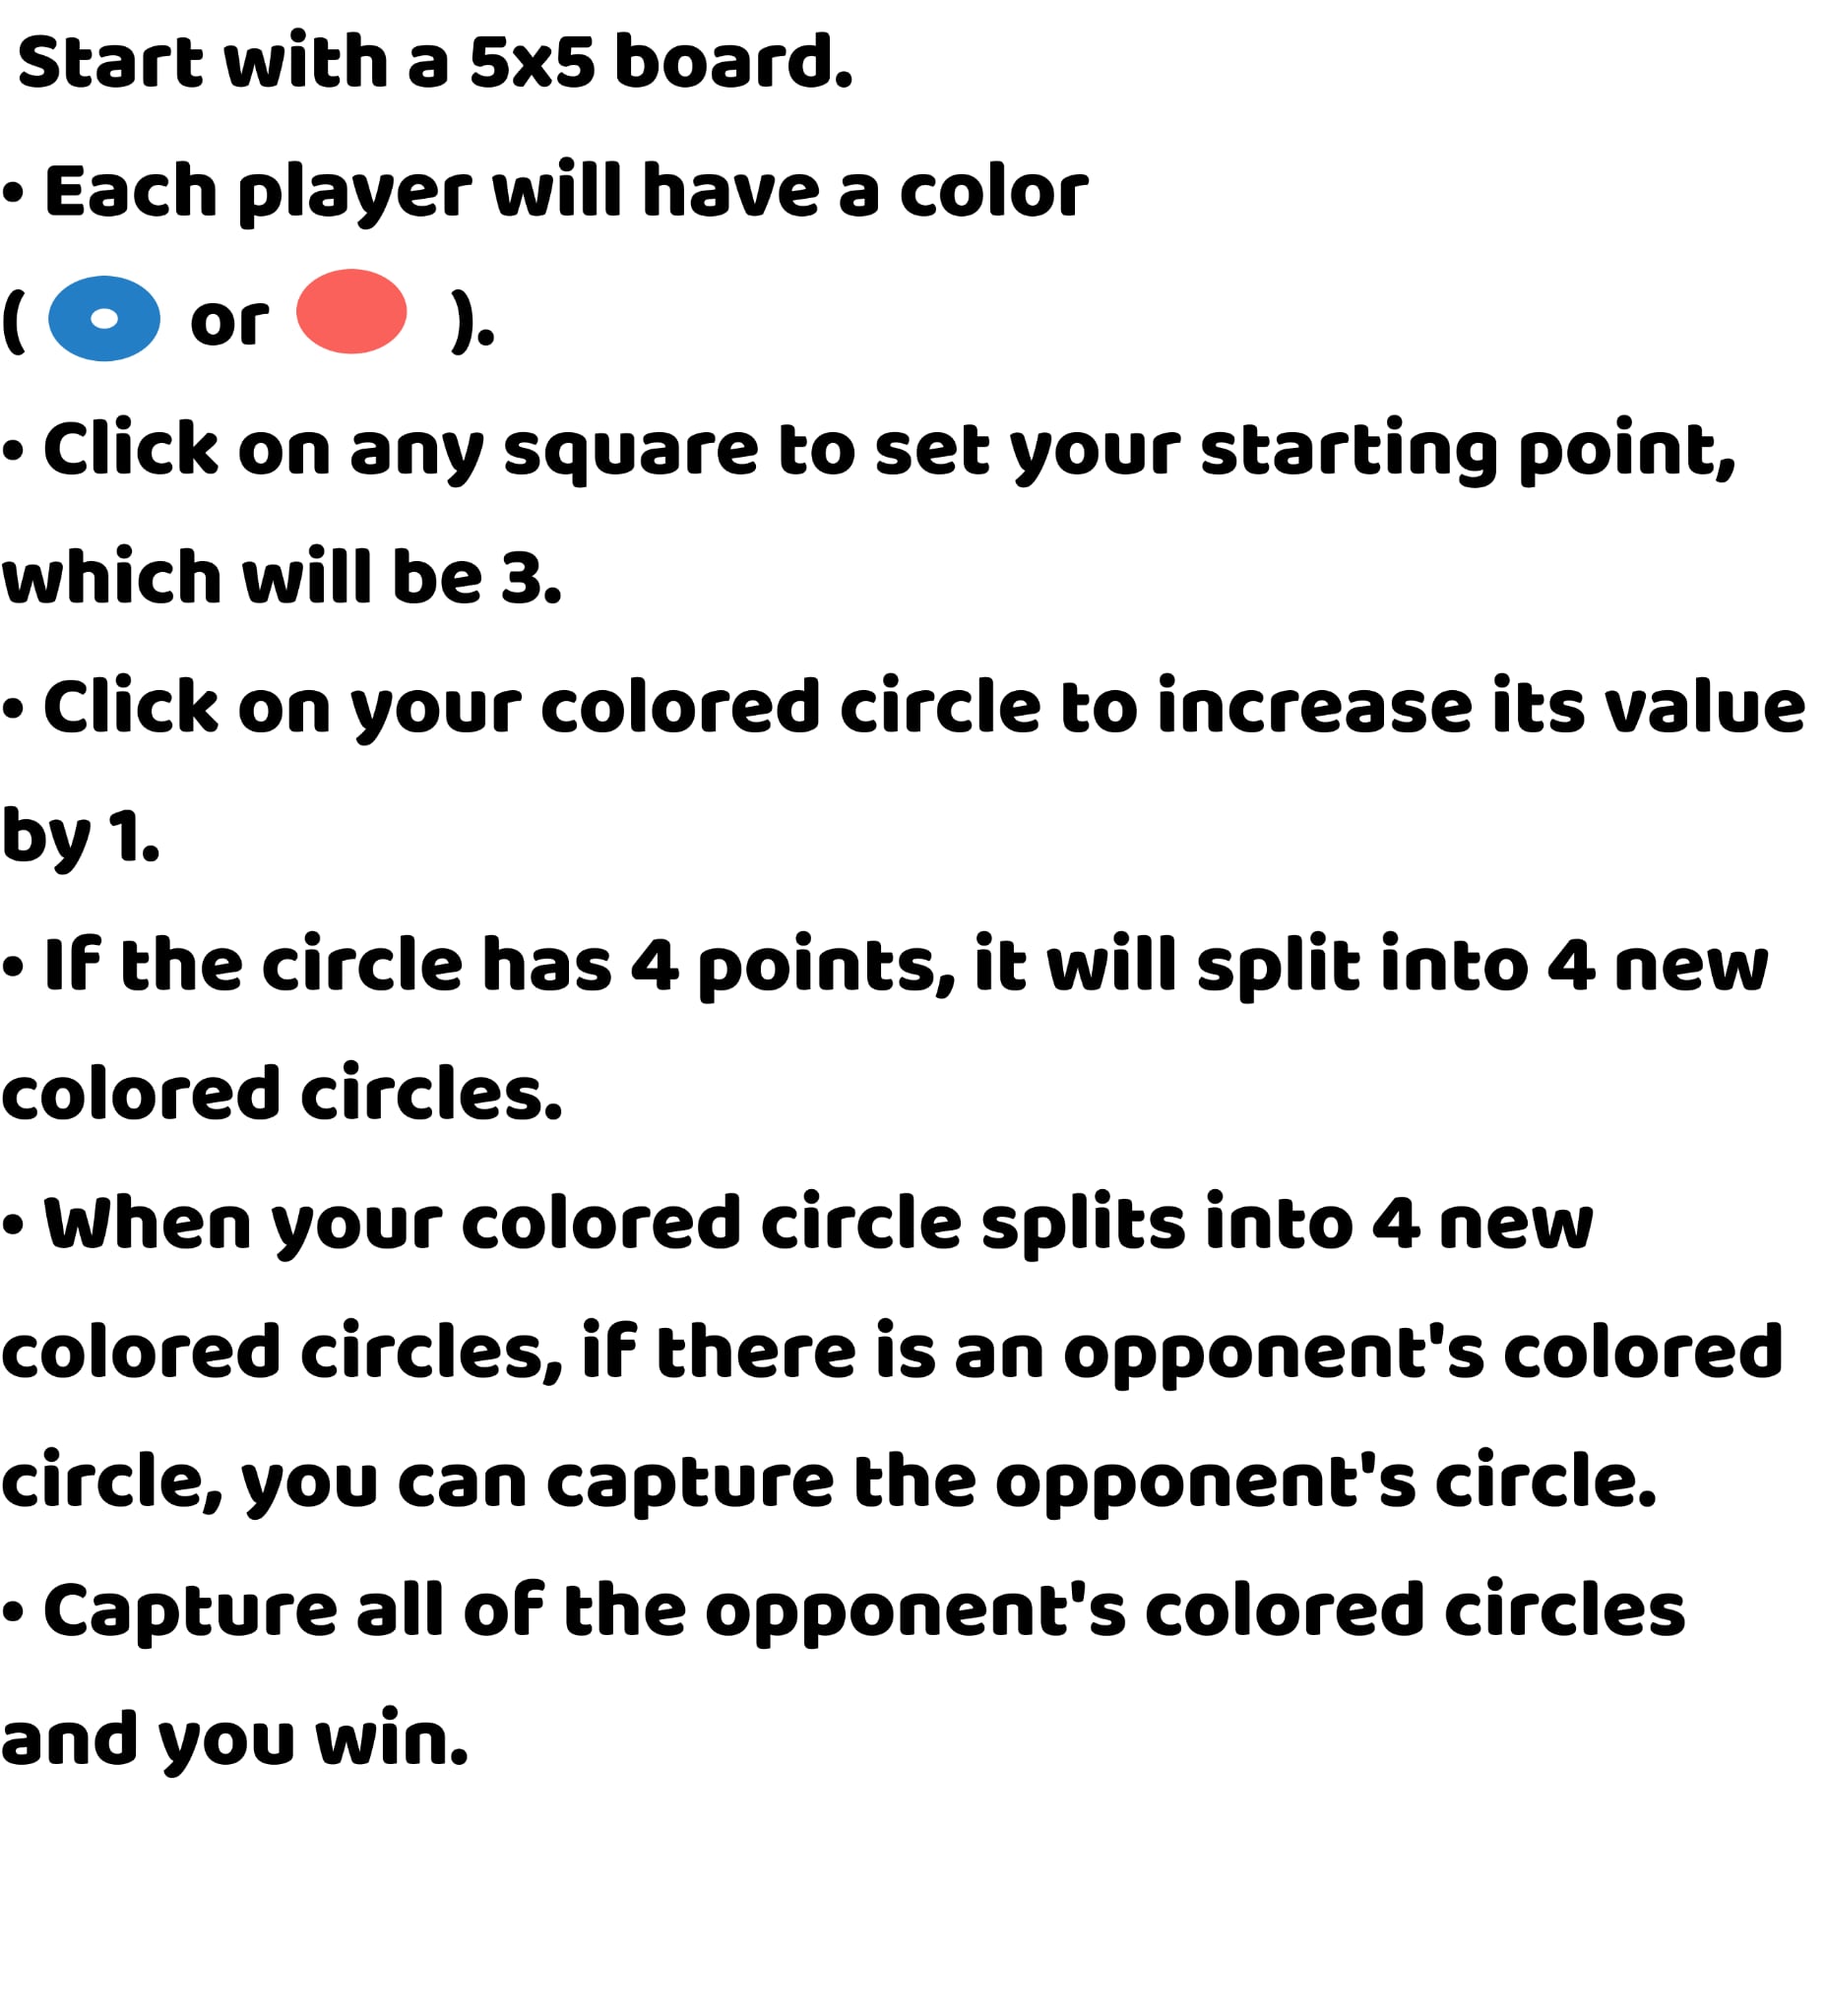 Start with a 5x5 board.
• Each player will have a color
( or ).
• Click on any square to set your starting point,
which will be 3.
• Click on your colored circle to increase its value
by 1.
• If the circle has 4 points, it will split into 4 new
colored circles.
• When your colored circle splits into 4 new
colored circles, if there is an opponent's colored
circle, you can capture the opponent's circle.
• Capture all of the opponent's colored circles
and you win.